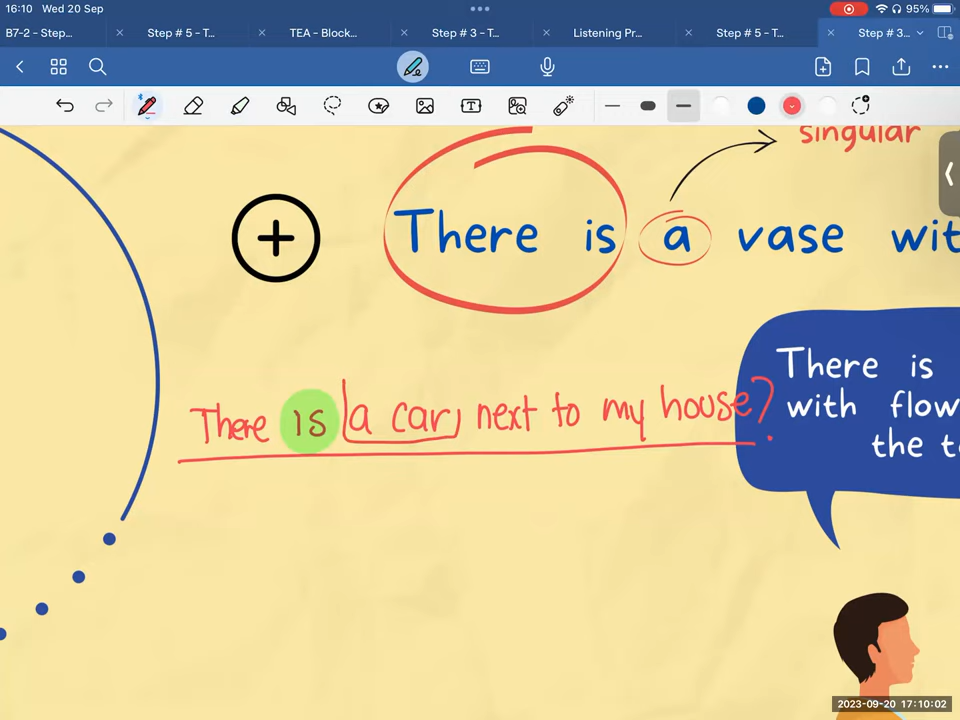 16:10 Wed 20 Sep
95%
B7-2 - Step...
Step # 5 - T...
TEA - Block...
Step # 3 - T...
Listening Pr...
Step # 5 - T...
Step # 3...
singular
There is a vase wit
There is
with flow
the t
There is a car, next to my house?
2023-09-20 17:10:02